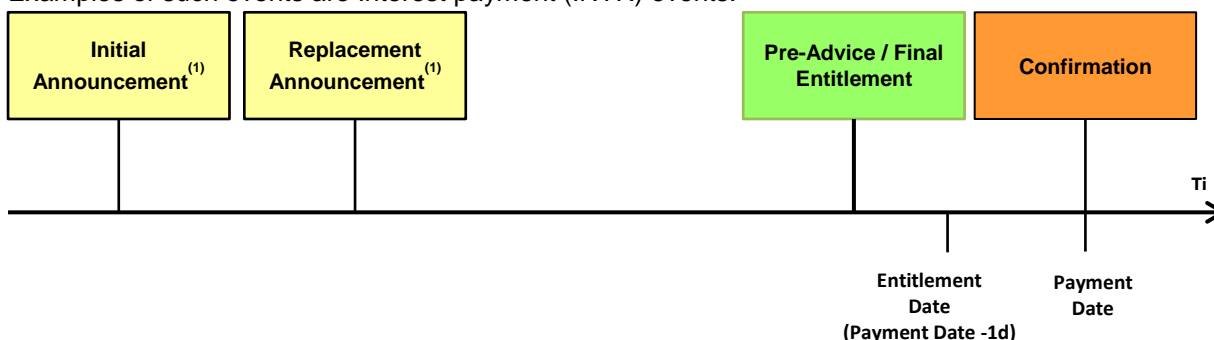 Examples of such events are interest payment (INTR) events.
Initial
Announcement(1)
Replacement
Announcement(1)
Pre-Advice / Final
Entitlement
Confirmation
Ti
Entitlement
Date
(Payment Date -1d)
Payment
Date